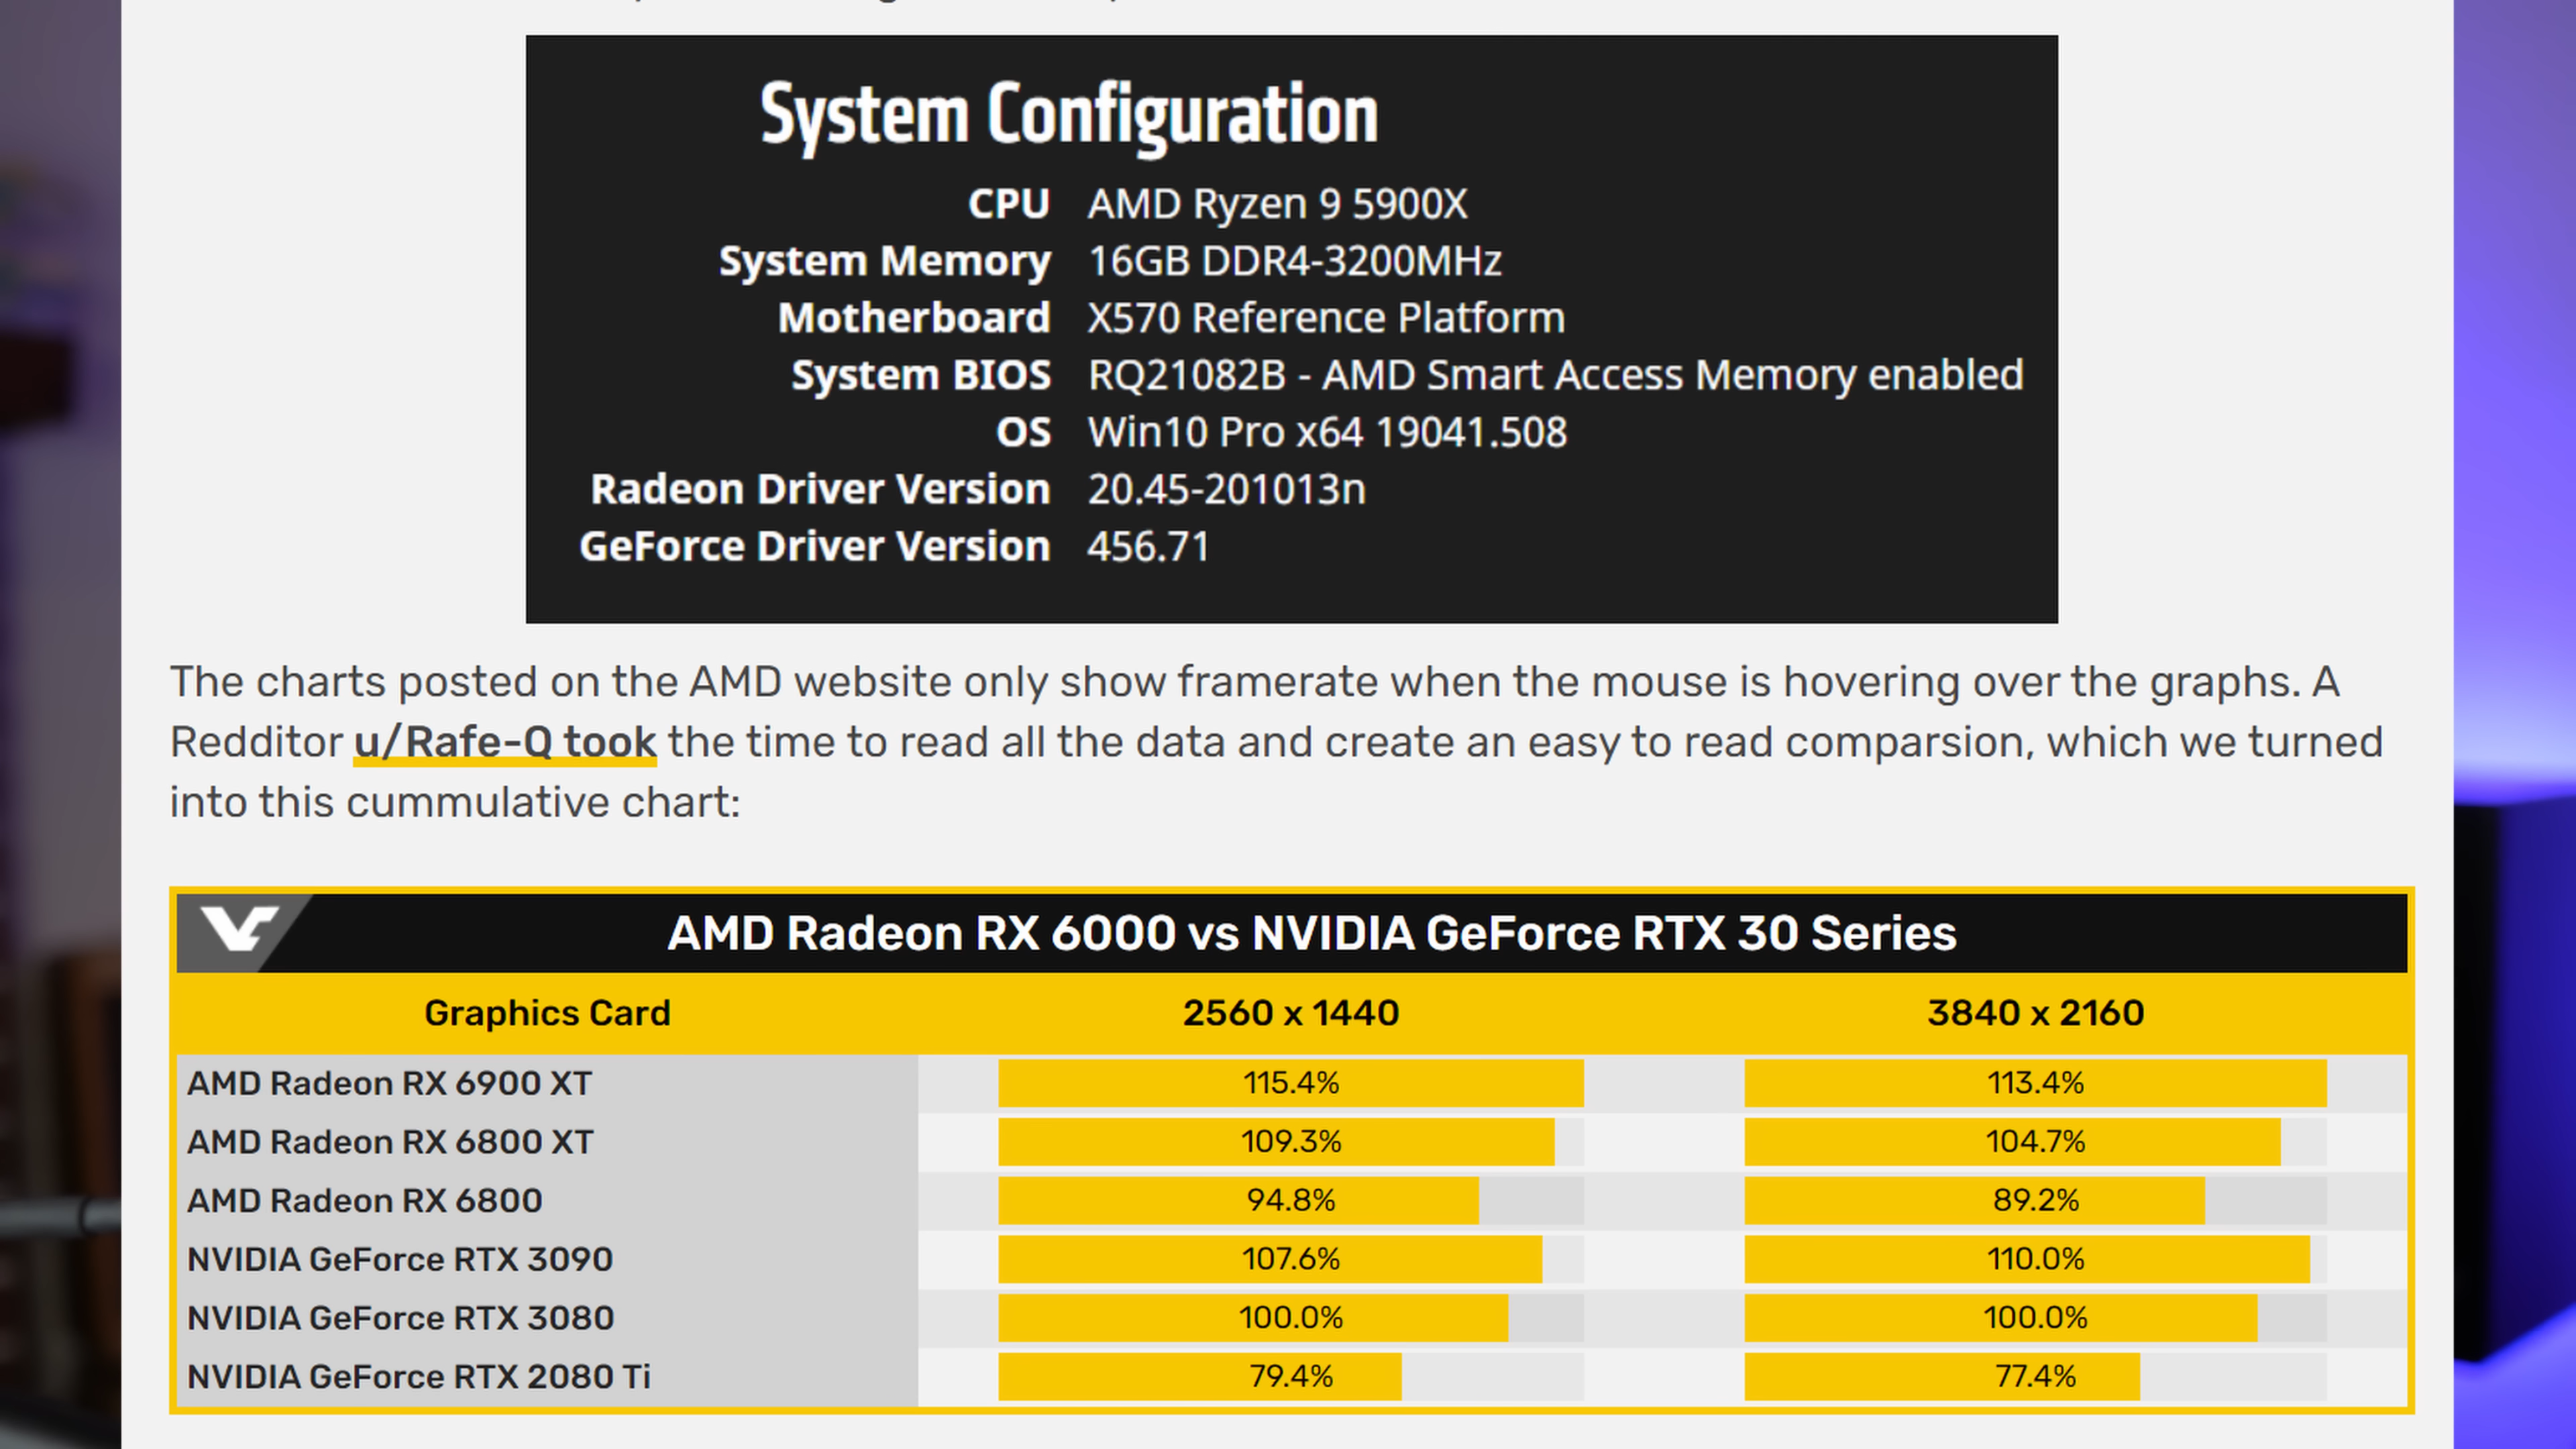 System Configuration
CPU AMD Ryzen 9 5900X
System Memory 16GB DDR4-3200MHz
Motherboard X570 Reference Platform
System BIOS RQ21082B - AMD Smart Access Memory enabled
OS Win10 Pro x64 19041.508
Radeon Driver Version 20.45-201013n
GeForce Driver Version 456.71
The charts posted on the AMD website only show framerate when the mouse is hovering over the graphs. A
Redditor u/Rafe-Q took the time to read all the data and create an easy to read comparsion, which we turned
into this cummulative chart:
AMD Radeon RX 6000 vs NVIDIA GeForce RTX 30 Series
Graphics Card 2560 x 1440 3840 x 2160
AMD Radeon RX 6900 XT 115.4% 113.4%
AMD Radeon RX 6800 XT 109.3% 104.7%
AMD Radeon RX 6800 94.8% 89.2%
NVIDIA GeForce RTX 3090 107.6% 110.0%
NVIDIA GeForce RTX 3080 100.0% 100.0%
NVIDIA GeForce RTX 2080 Ti 79.4% 77.4%